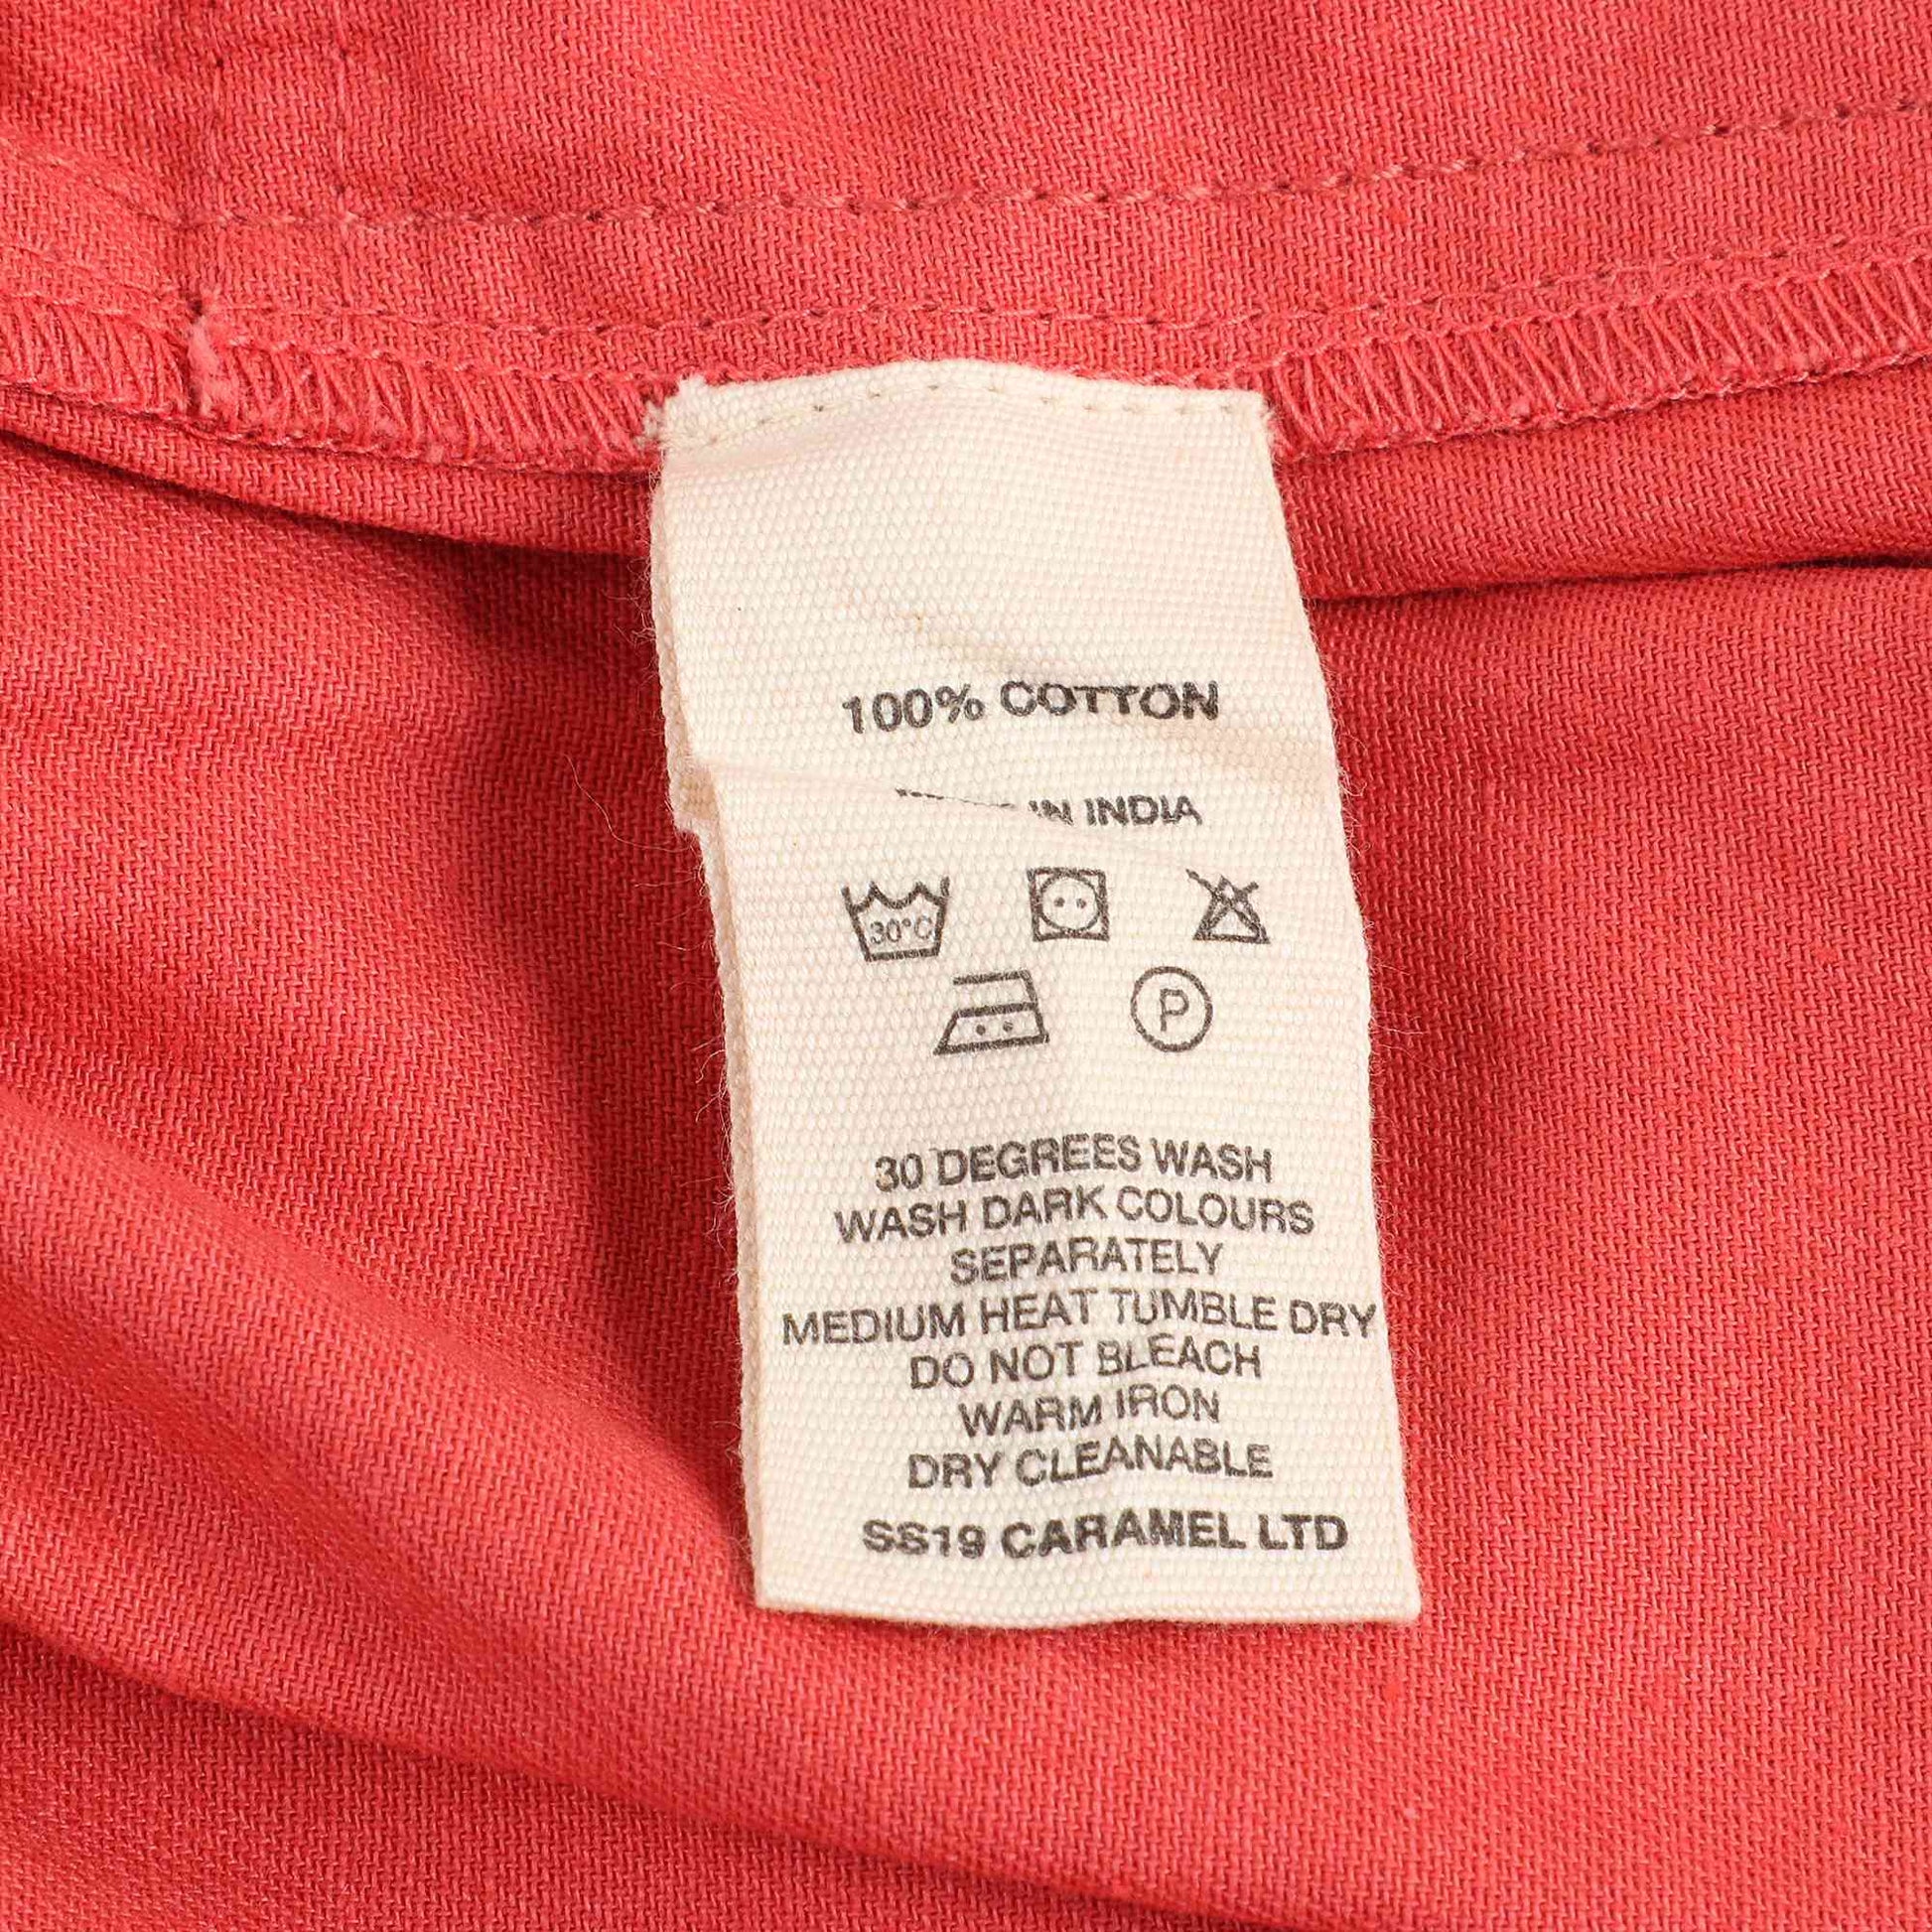 100% COTTON
IN INDIA
30°C
P
30 DEGREES WASH
WASH DARK COLOURS
SEPARATELY
MEDIUM HEAT TUMBLE DRY
DO NOT BLEACH
WARM IRON
DRY CLEANABLE
SS19 CARAMEL LTD